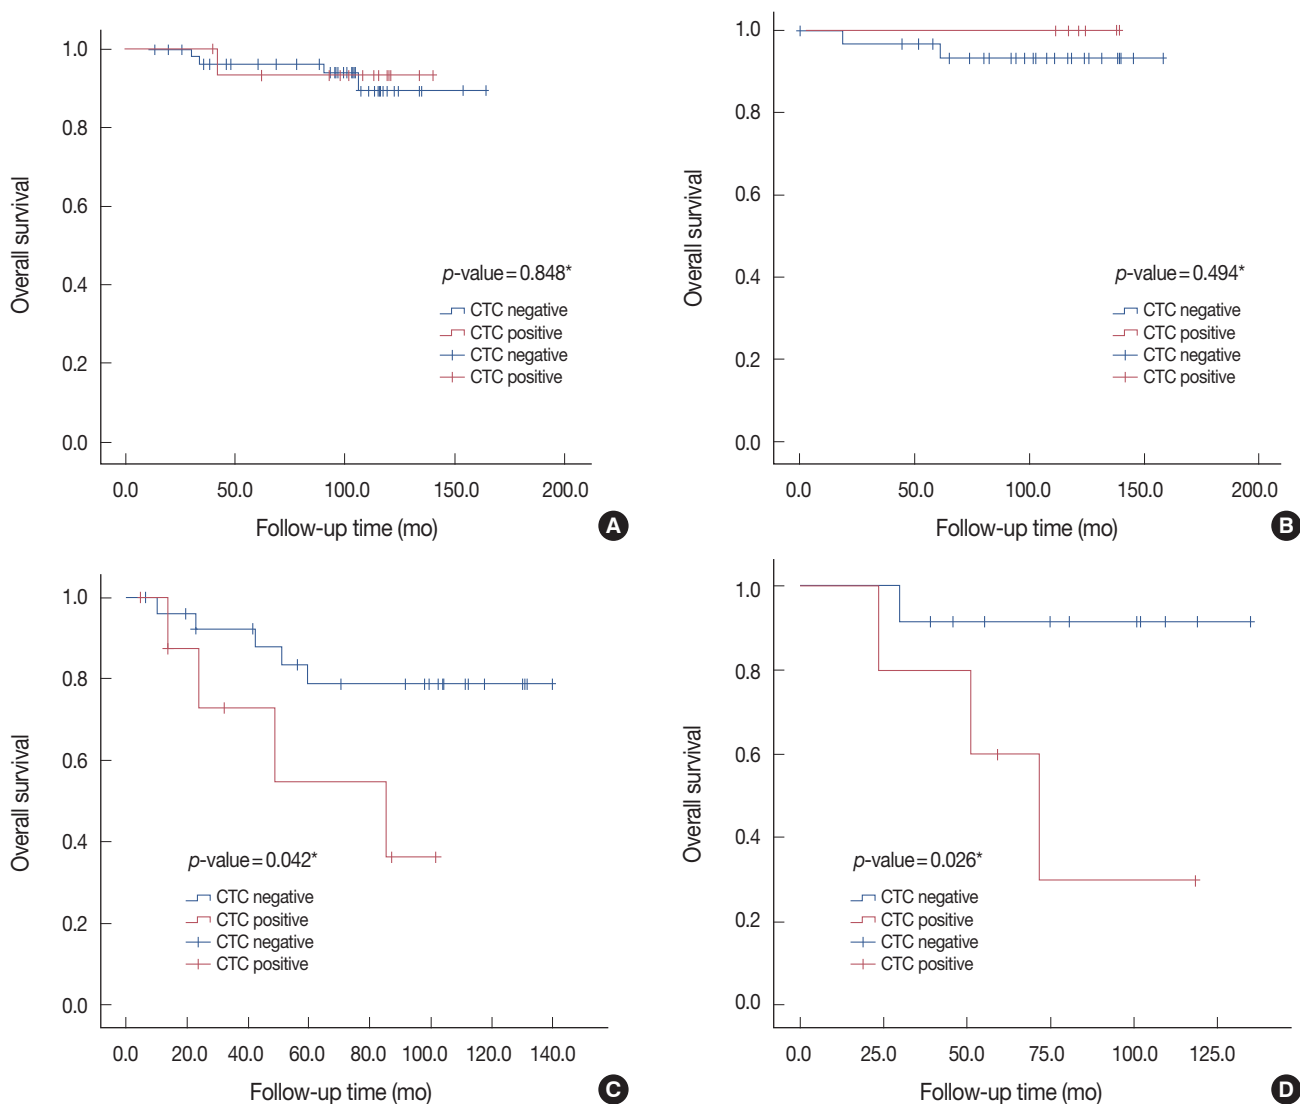 1.0
0.8
0.6
0.4
0.2
0.0
Overall survival
p-value = 0.848*
CTC negative
CTC positive
CTC negative
CTC positive
0.0 50.0 100.0 150.0 200.0
Follow-up time (mo)
A
1.0
0.8
0.6
0.4
0.2
0.0
Overall survival
p-value = 0.494*
CTC negative
CTC positive
CTC negative
CTC positive
0.0 50.0 100.0 150.0 200.0
Follow-up time (mo)
B
1.0
0.8
0.6
0.4
0.2
0.0
Overall survival
p-value = 0.042*
CTC negative
CTC positive
CTC negative
CTC positive
0.0 20.0 40.0 60.0 80.0 100.0 120.0 140.0
Follow-up time (mo)
C
1.0
0.8
0.6
0.4
0.2
0.0
Overall survival
p-value = 0.026*
CTC negative
CTC positive
CTC negative
CTC positive
0.0 25.0 50.0 75.0 100.0 125.0
Follow-up time (mo)
D